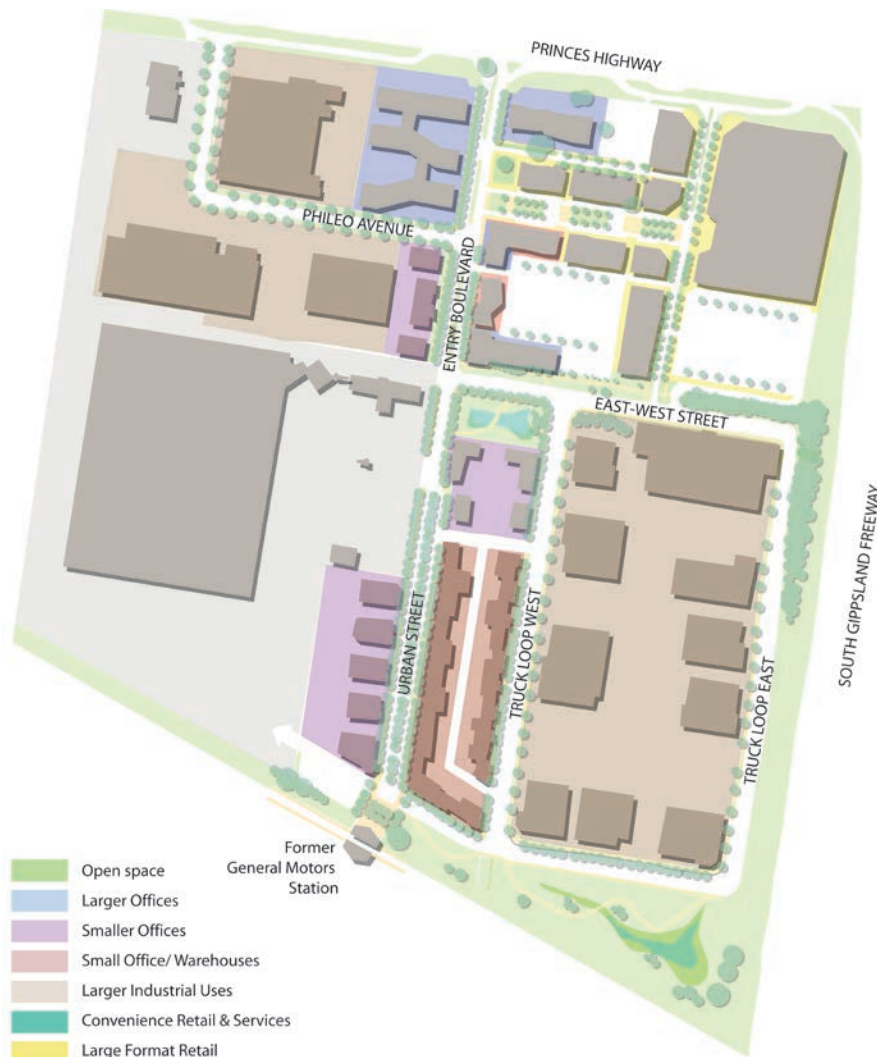 PRINCES HIGHWAY
PHILEO AVENUE
ENTRY BOULEVARD
EAST-WEST STREET
SOUTH GIPPSLAND FREEWAY
URBAN STREET
TRUCK LOOP WEST
TRUCK LOOP EAST
Former
General Motors
Station
Open space
Larger Offices
Smaller Offices
Small Office/ Warehouses
Larger Industrial Uses
Convenience Retail & Services
Large Format Retail